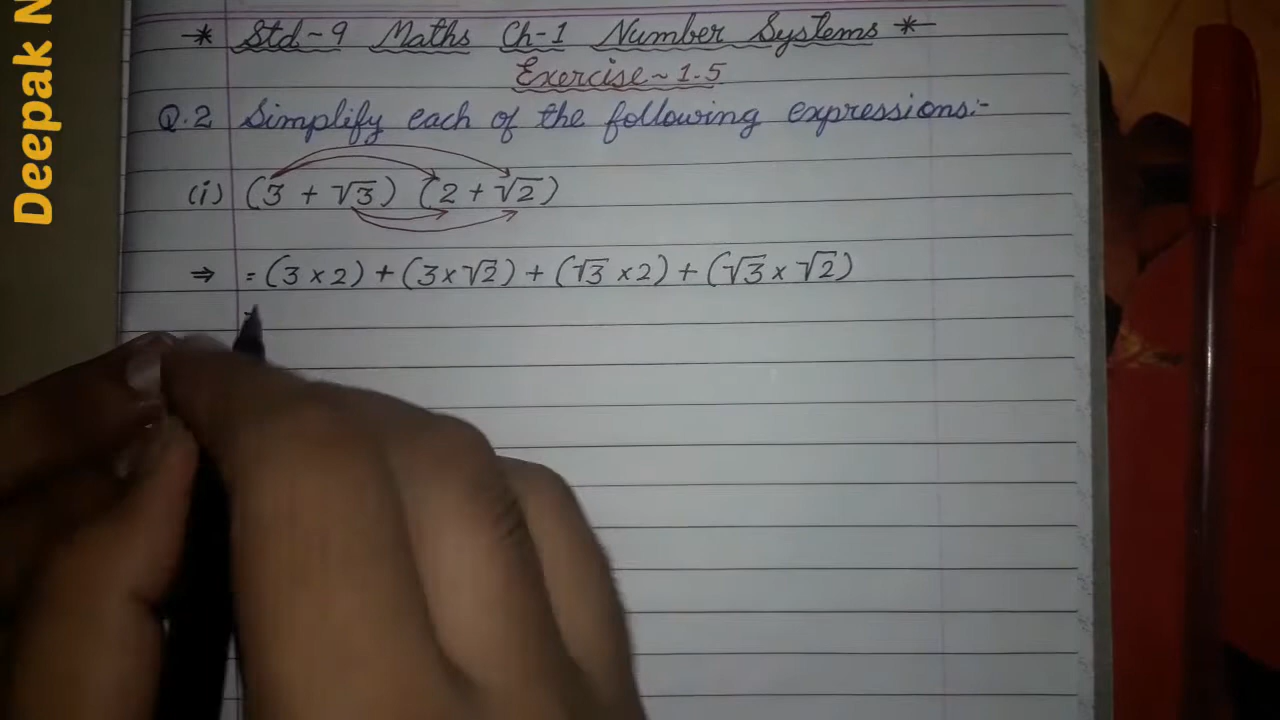 Deepak N
* Std-9 Maths Ch-1 Number Systems *
Exercise~1.5
Q.2 Simplify each of the following expressions:-
(i) (3 + √3) (2 + √2)
⇒ = (3 × 2) + (3 × √2) + (√3 × 2) + (√3 × √2)